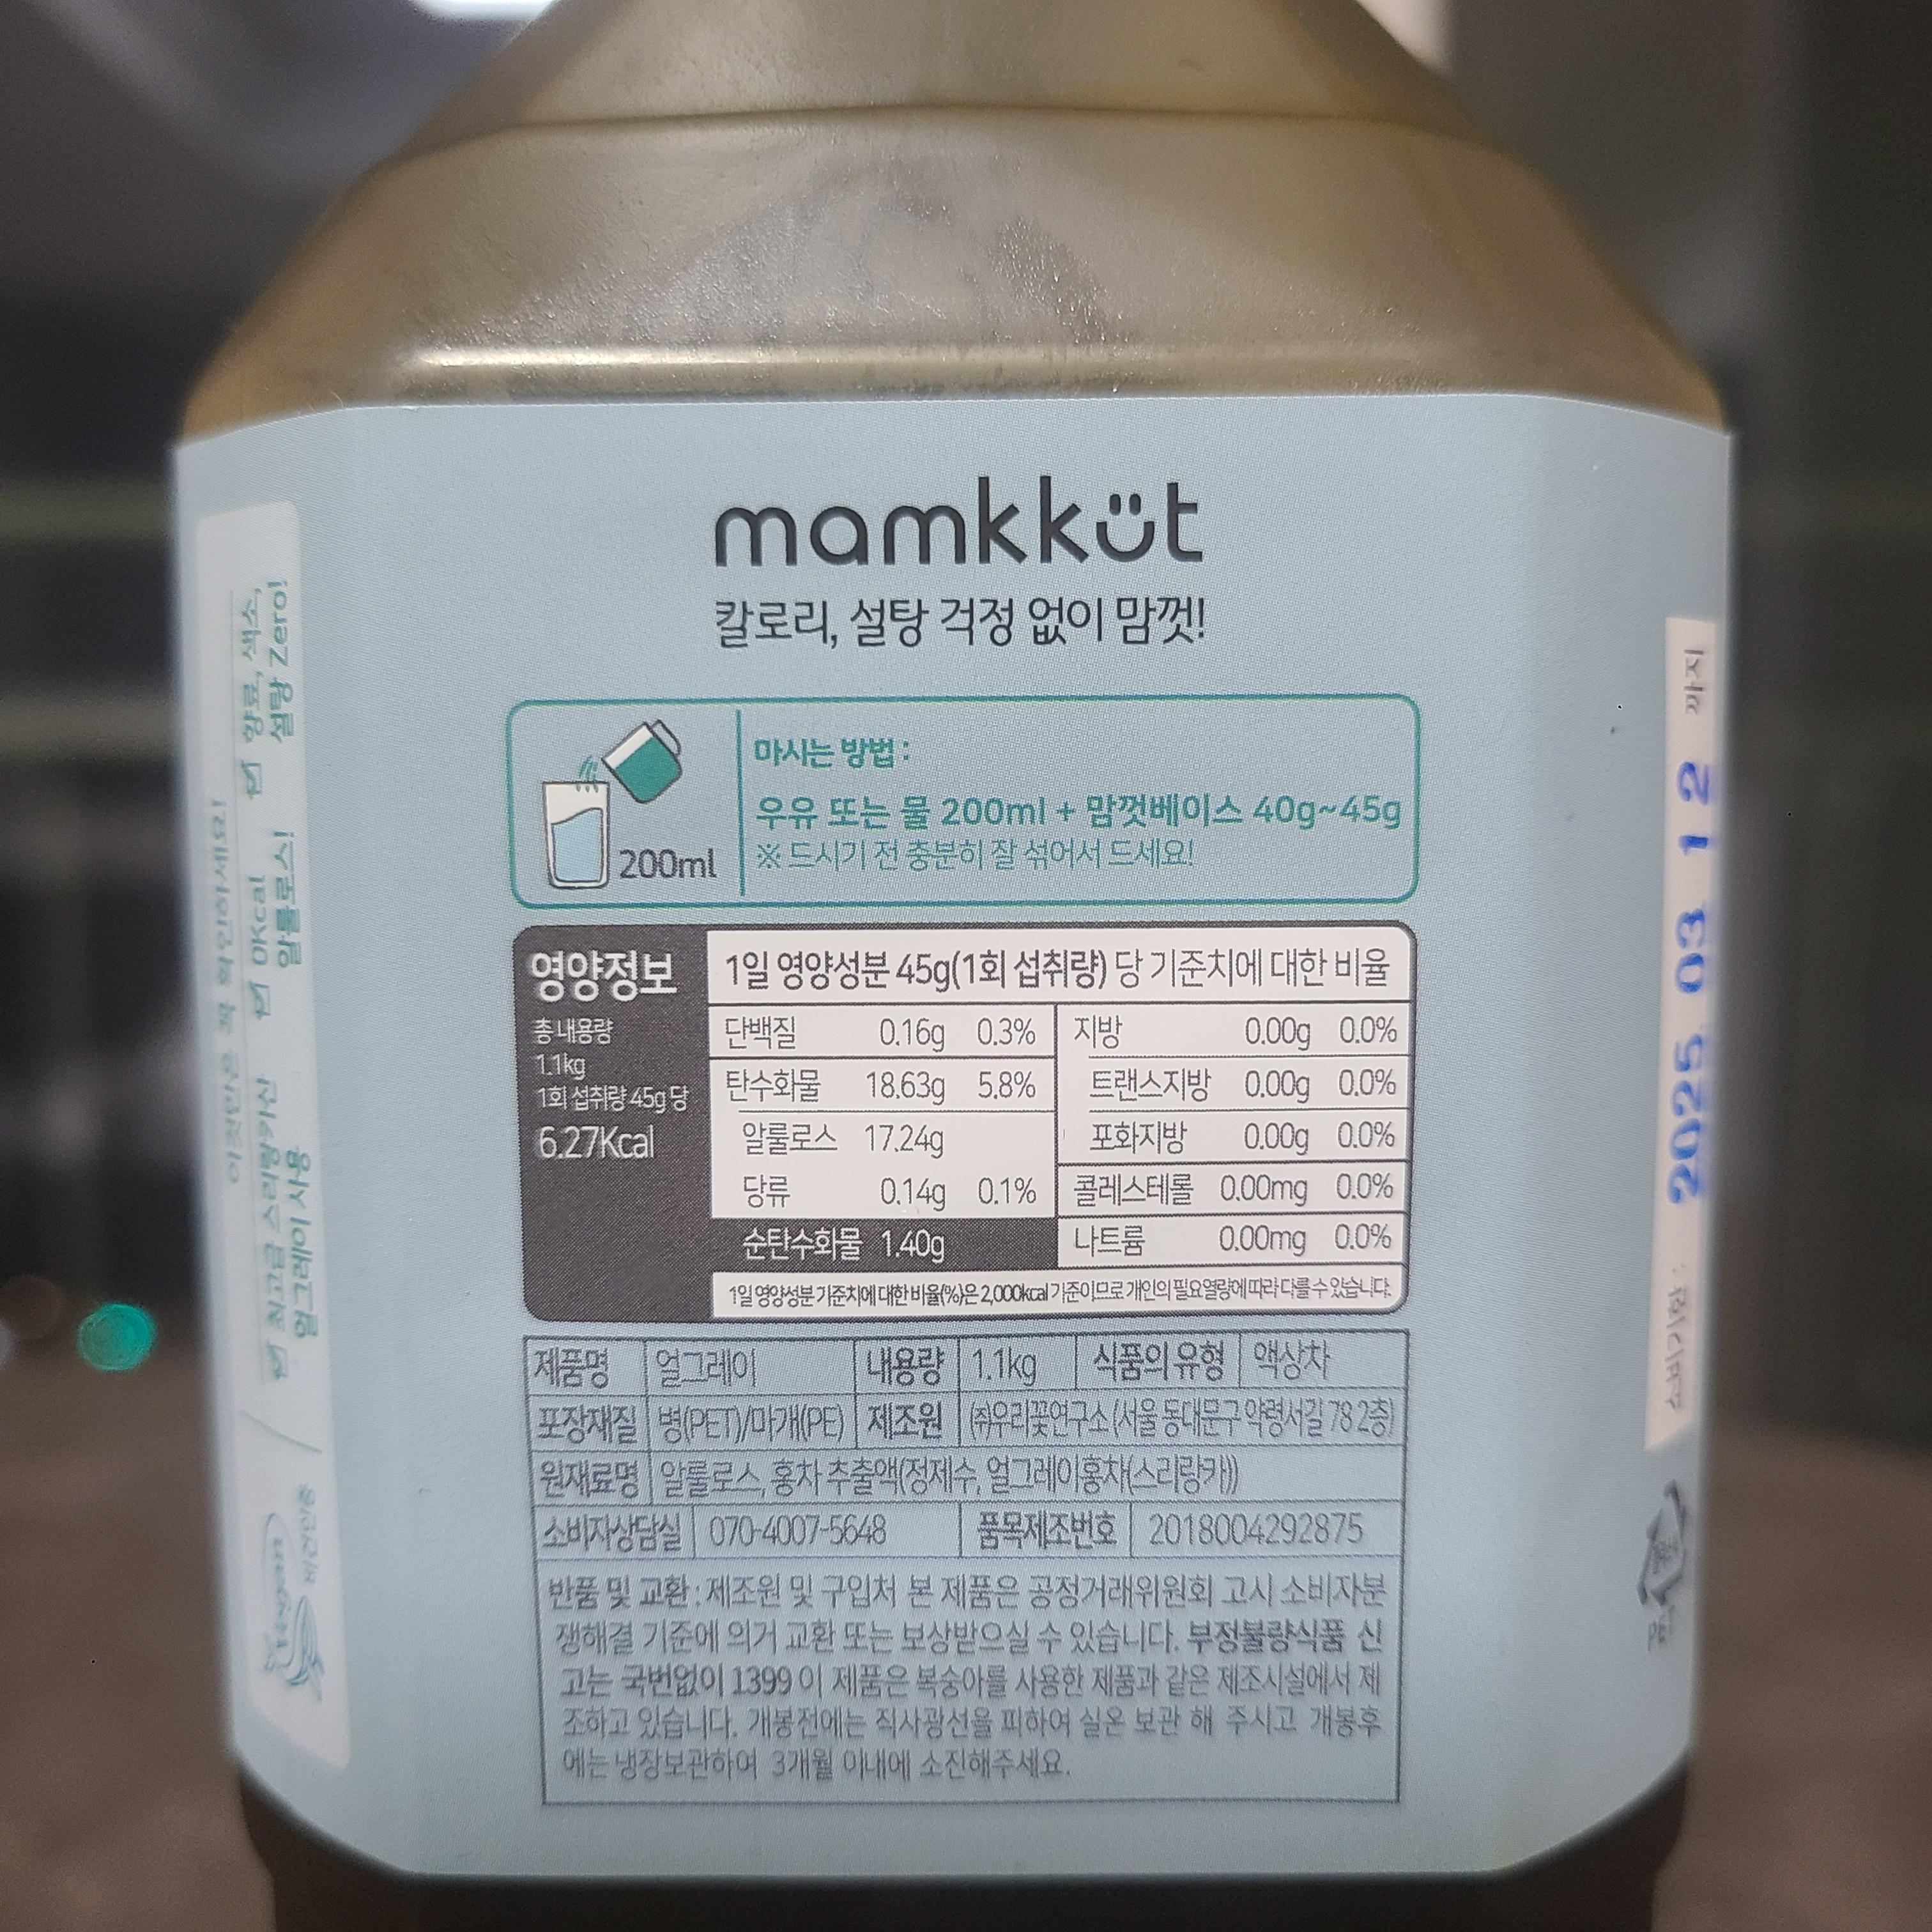 mamkküt
칼로리, 설탕 걱정 없이 맘껏!
200ml
마시는 방법 :
우유 또는 물 200ml + 맘껏베이스 40g~45g
※ 드시기 전 충분히 잘 섞어서 드세요!
영양정보
총 내용량
1.1kg
1회 섭취량 45g 당
6.27Kcal
1일 영양성분 45g(1회 섭취량) 당 기준치에 대한 비율
단백질 0.16g 0.3%
탄수화물 18.63g 5.8%
알룰로스 17.24g
당류 0.14g 0.1%
순탄수화물 1.40g
지방 0.00g 0.0%
트랜스지방 0.00g 0.0%
포화지방 0.00g 0.0%
콜레스테롤 0.00mg 0.0%
나트륨 0.00mg 0.0%
1일 영양성분 기준치에 대한 비율(%)은 2,000kcal 기준이므로 개인의 필요 열량에 따라 다를 수 있습니다.
제품명 얼그레이 내용량 1.1kg 식품의 유형 액상차
포장재질 병(PET)/마개(PE) 제조원 ㈜우리꽃연구소 (서울 동대문구 약령서길 78 2층)
원재료명 알룰로스, 홍차 추출액(정제수, 얼그레이홍차(스리랑카))
소비자상담실 070-4007-5648 품목제조번호 2018004292875
반품 및 교환 : 제조원 및 구입처 본 제품은 공정거래위원회 고시 소비자분
쟁해결 기준에 의거 교환 또는 보상받으실 수 있습니다. 부정불량식품 신
고는 국번없이 1399 이 제품은 복숭아를 사용한 제품과 같은 제조시설에서 제
조하고 있습니다. 개봉전에는 직사광선을 피하여 실온 보관 해 주시고 개봉후
에는 냉장보관하여 3개월 이내에 소진해주세요.
이것만은 꼭 확인하세요!
최고급 스리랑카산
얼그레이 사용
0Kcal
알룰로스!
향료, 색소,
설탕 Zero!
Vegan
비건인증
소비기한 : 2025 03 12 까지
PET